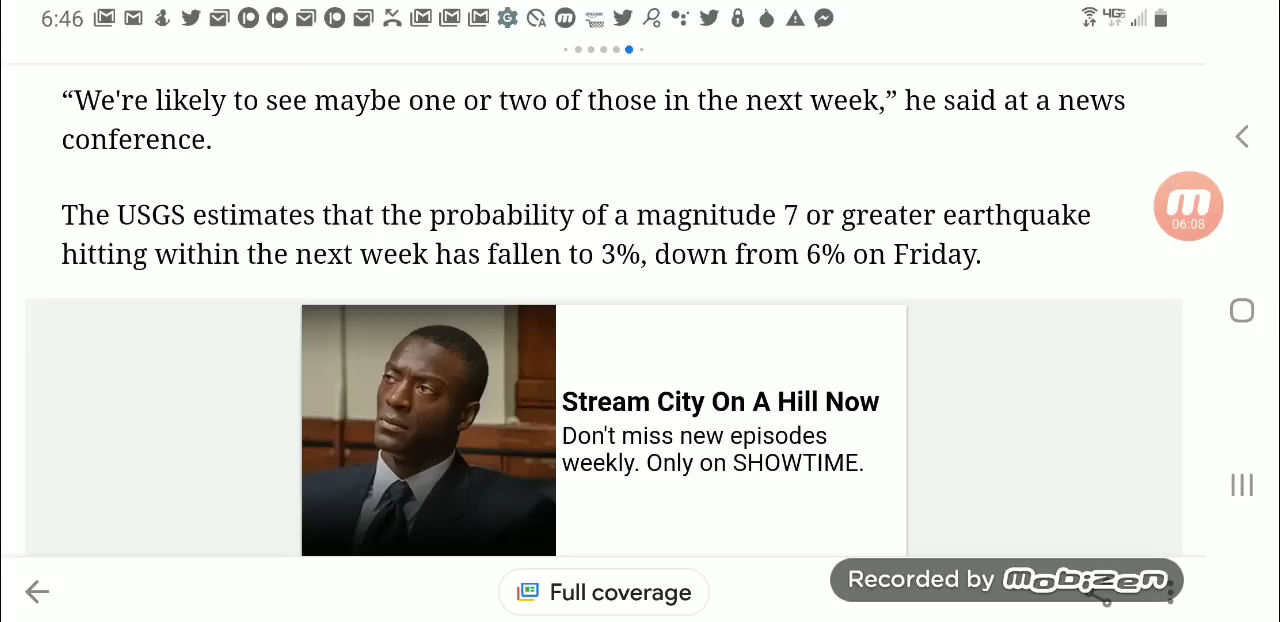 6:46
4GE
“We're likely to see maybe one or two of those in the next week,” he said at a news
conference.
The USGS estimates that the probability of a magnitude 7 or greater earthquake
hitting within the next week has fallen to 3%, down from 6% on Friday.
06:08
Stream City On A Hill Now
Don't miss new episodes
weekly. Only on SHOWTIME.
Full coverage
Recorded by mobizen